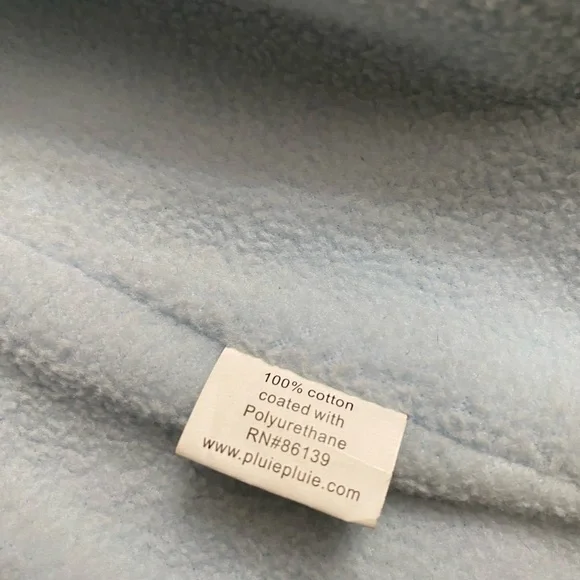 100% cotton
coated with
Polyurethane
RN#86139
www.pluiepluie.com